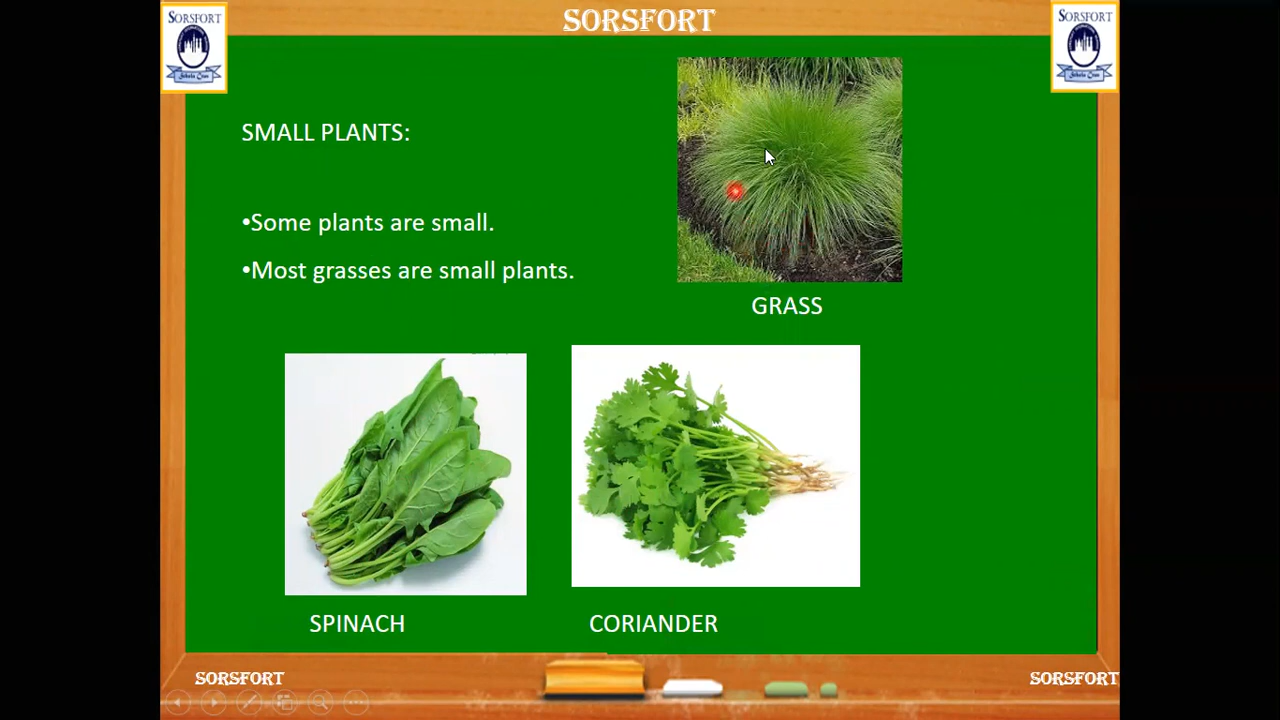 SORSFORT
SORSFORT
SORSFORT
SMALL PLANTS:
•Some plants are small.
•Most grasses are small plants.
GRASS
SPINACH
CORIANDER
SORSFORT
SORSFORT